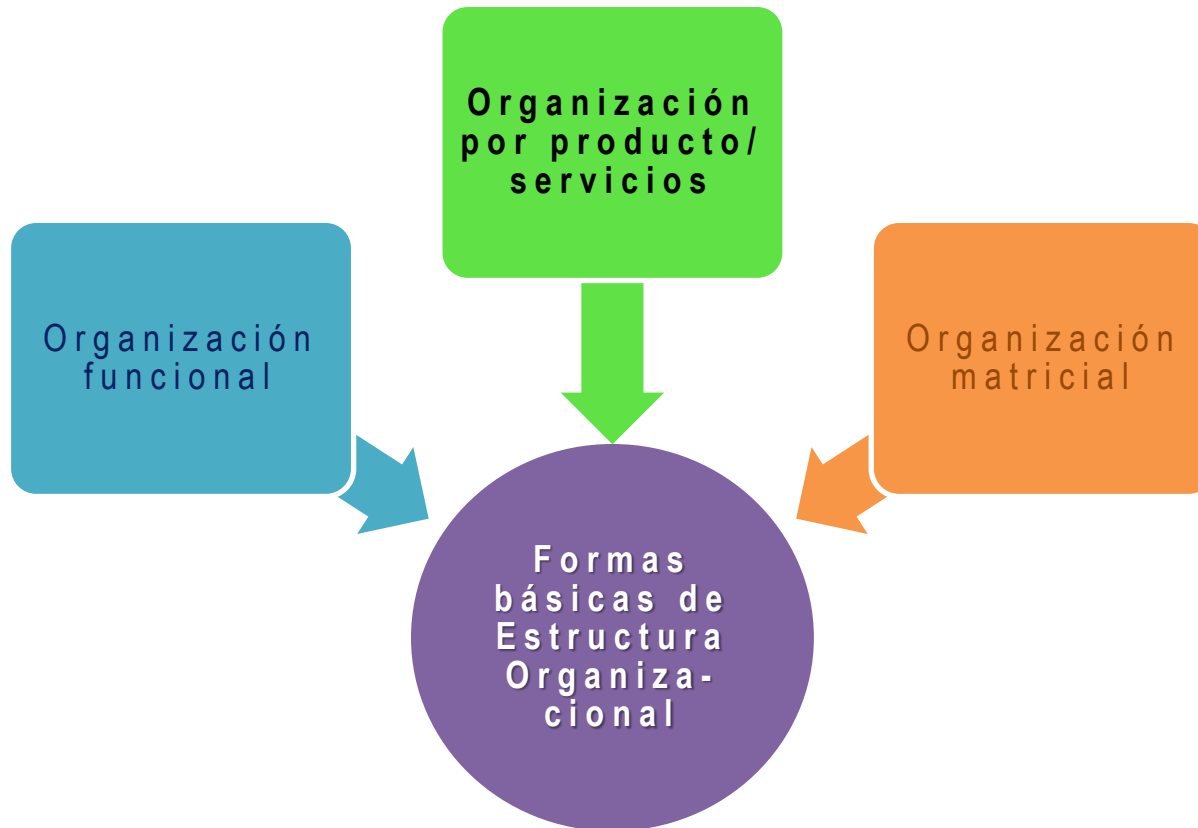 Organización
por producto/
servicios
Organización
funcional
Organización
matricial
Formas
básicas de
Estructura
Organiza-
cional